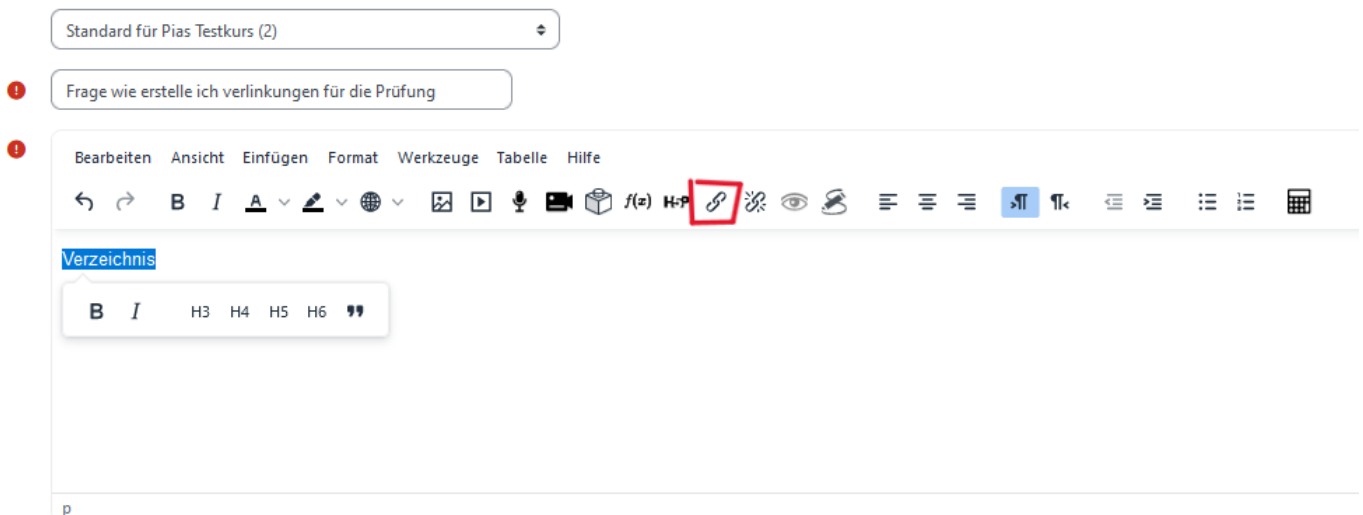 Standard für Pias Testkurs (2)
Frage wie erstelle ich verlinkungen für die Prüfung
Bearbeiten Ansicht Einfügen Format Werkzeuge Tabelle Hilfe
B I A f(x) H-P
Verzeichnis
B I H3 H4 H5 H6
p